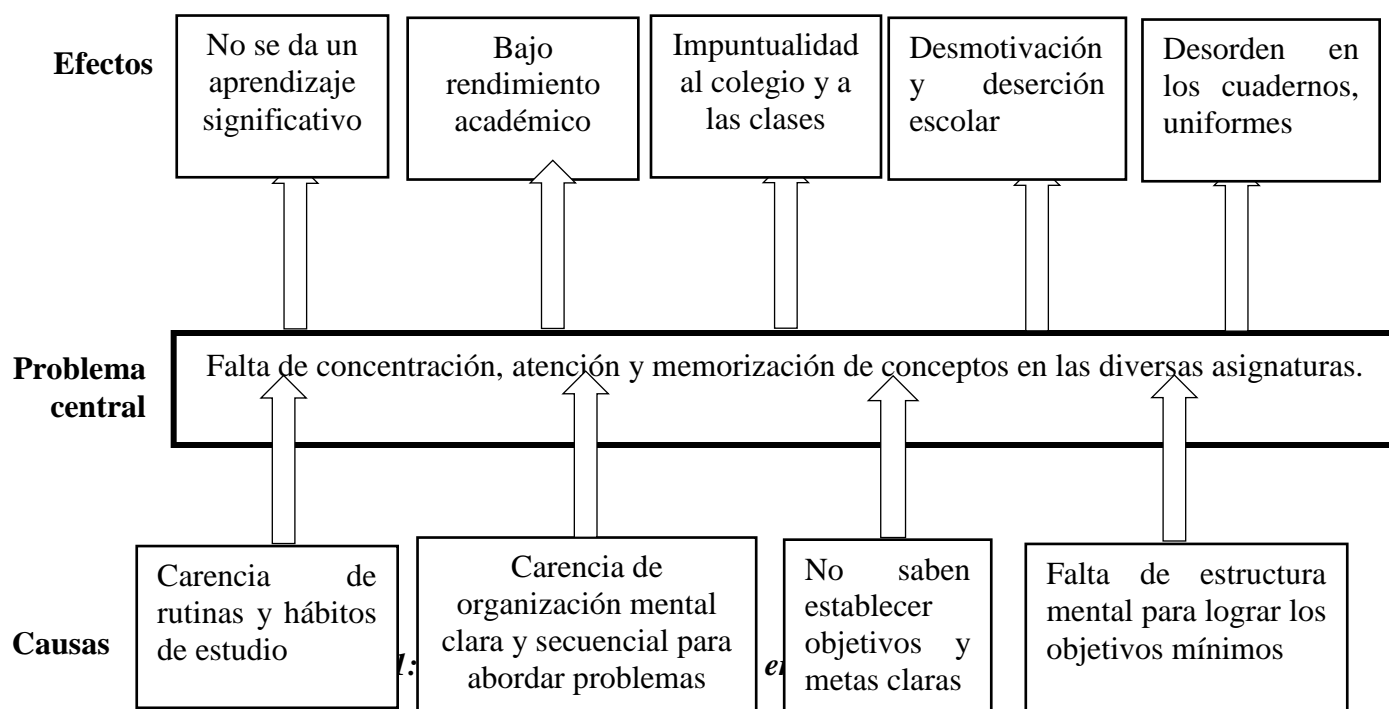 Efectos
No se da un
aprendizaje
significativo
Bajo
rendimiento
académico
Impuntualidad
al colegio y a
las clases
Desmotivación
y deserción
escolar
Desorden en
los cuadernos,
uniformes
Problema
central
Falta de concentración, atención y memorización de conceptos en las diversas asignaturas.
Causas
Carencia de
rutinas y hábitos
de estudio
Carencia de
organización mental
clara y secuencial para
abordar problemas
No saben
establecer
objetivos y
metas claras
Falta de estructura
mental para lograr los
objetivos mínimos